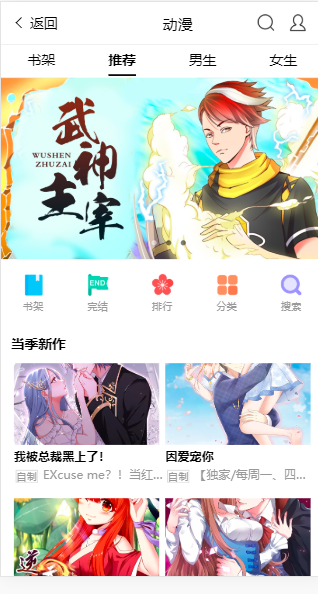 返回
动漫
书架
推荐
男生
女生
武神主宰
WUSHEN
ZHUZAI
END
书架
完结
排行
分类
搜索
当季新作
我被总裁黑上了！
因爱宠你
自制 EXcuse me？！当红...
自制 【独家/每周一、四...
逆